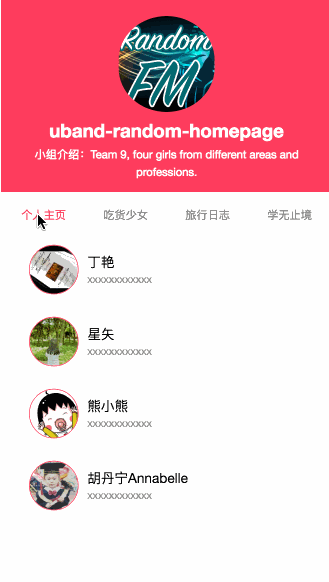 Random
FM
uband-random-homepage
小组介绍：Team 9, four girls from different areas and
professions.
个人主页 吃货少女 旅行日志 学无止境
丁艳
xxxxxxxxxxxx
星矢
xxxxxxxxxxxx
熊小熊
xxxxxxxxxxxx
胡丹宁Annabelle
xxxxxxxxxxxx